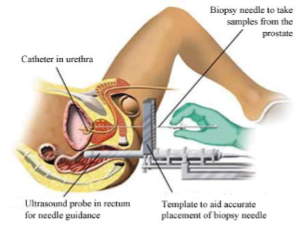 Biopsy needle to take
samples from the
prostate
Catheter in urethra
Ultrasound probe in rectum
for needle guidance
Template to aid accurate
placement of biopsy needle